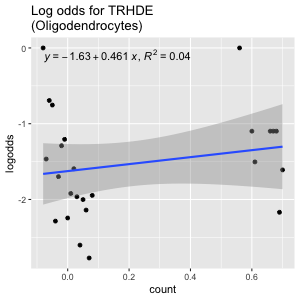 Log odds for TRHDE
(Oligodendrocytes)
y = −1.63 + 0.461 x, R² = 0.04
0
-1
-2
logodds
0.0 0.2 0.4 0.6
count